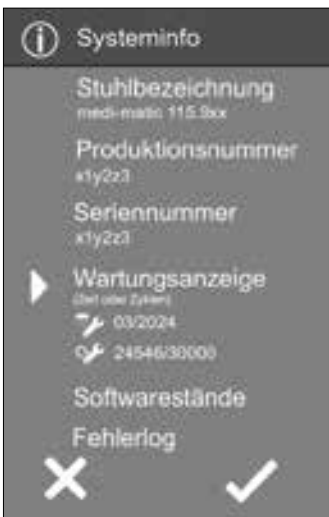 Systeminfo
Stuhlbezeichnung
medi-matic 115.9xx
Produktionsnummer
x1y2z3
Seriennummer
x1y2z3
Wartungsanzeige
(Zeit oder Zyklen)
03/2024
24546/30000
Softwarestände
Fehlerlog